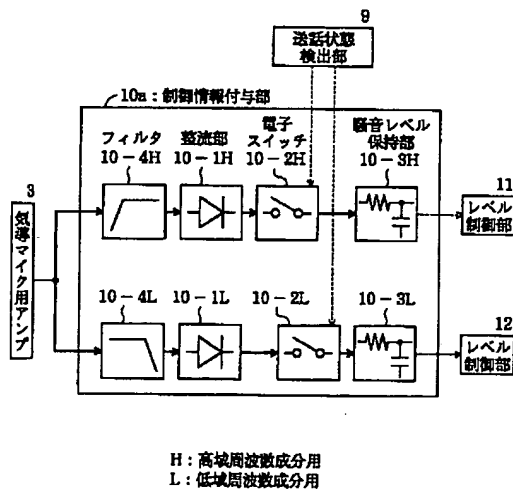 9
送話状態
検出部
10a:制御情報付与部
フィルタ
10-4H
整流部
10-1H
電子
スイッチ
10-2H
騒音レベル
保持部
10-3H
3
気導マイク用アンプ
11
レベル
制御部
10-4L
10-1L
10-2L
10-3L
12
レベル
制御部
H:高域周波数成分用
L:低域周波数成分用